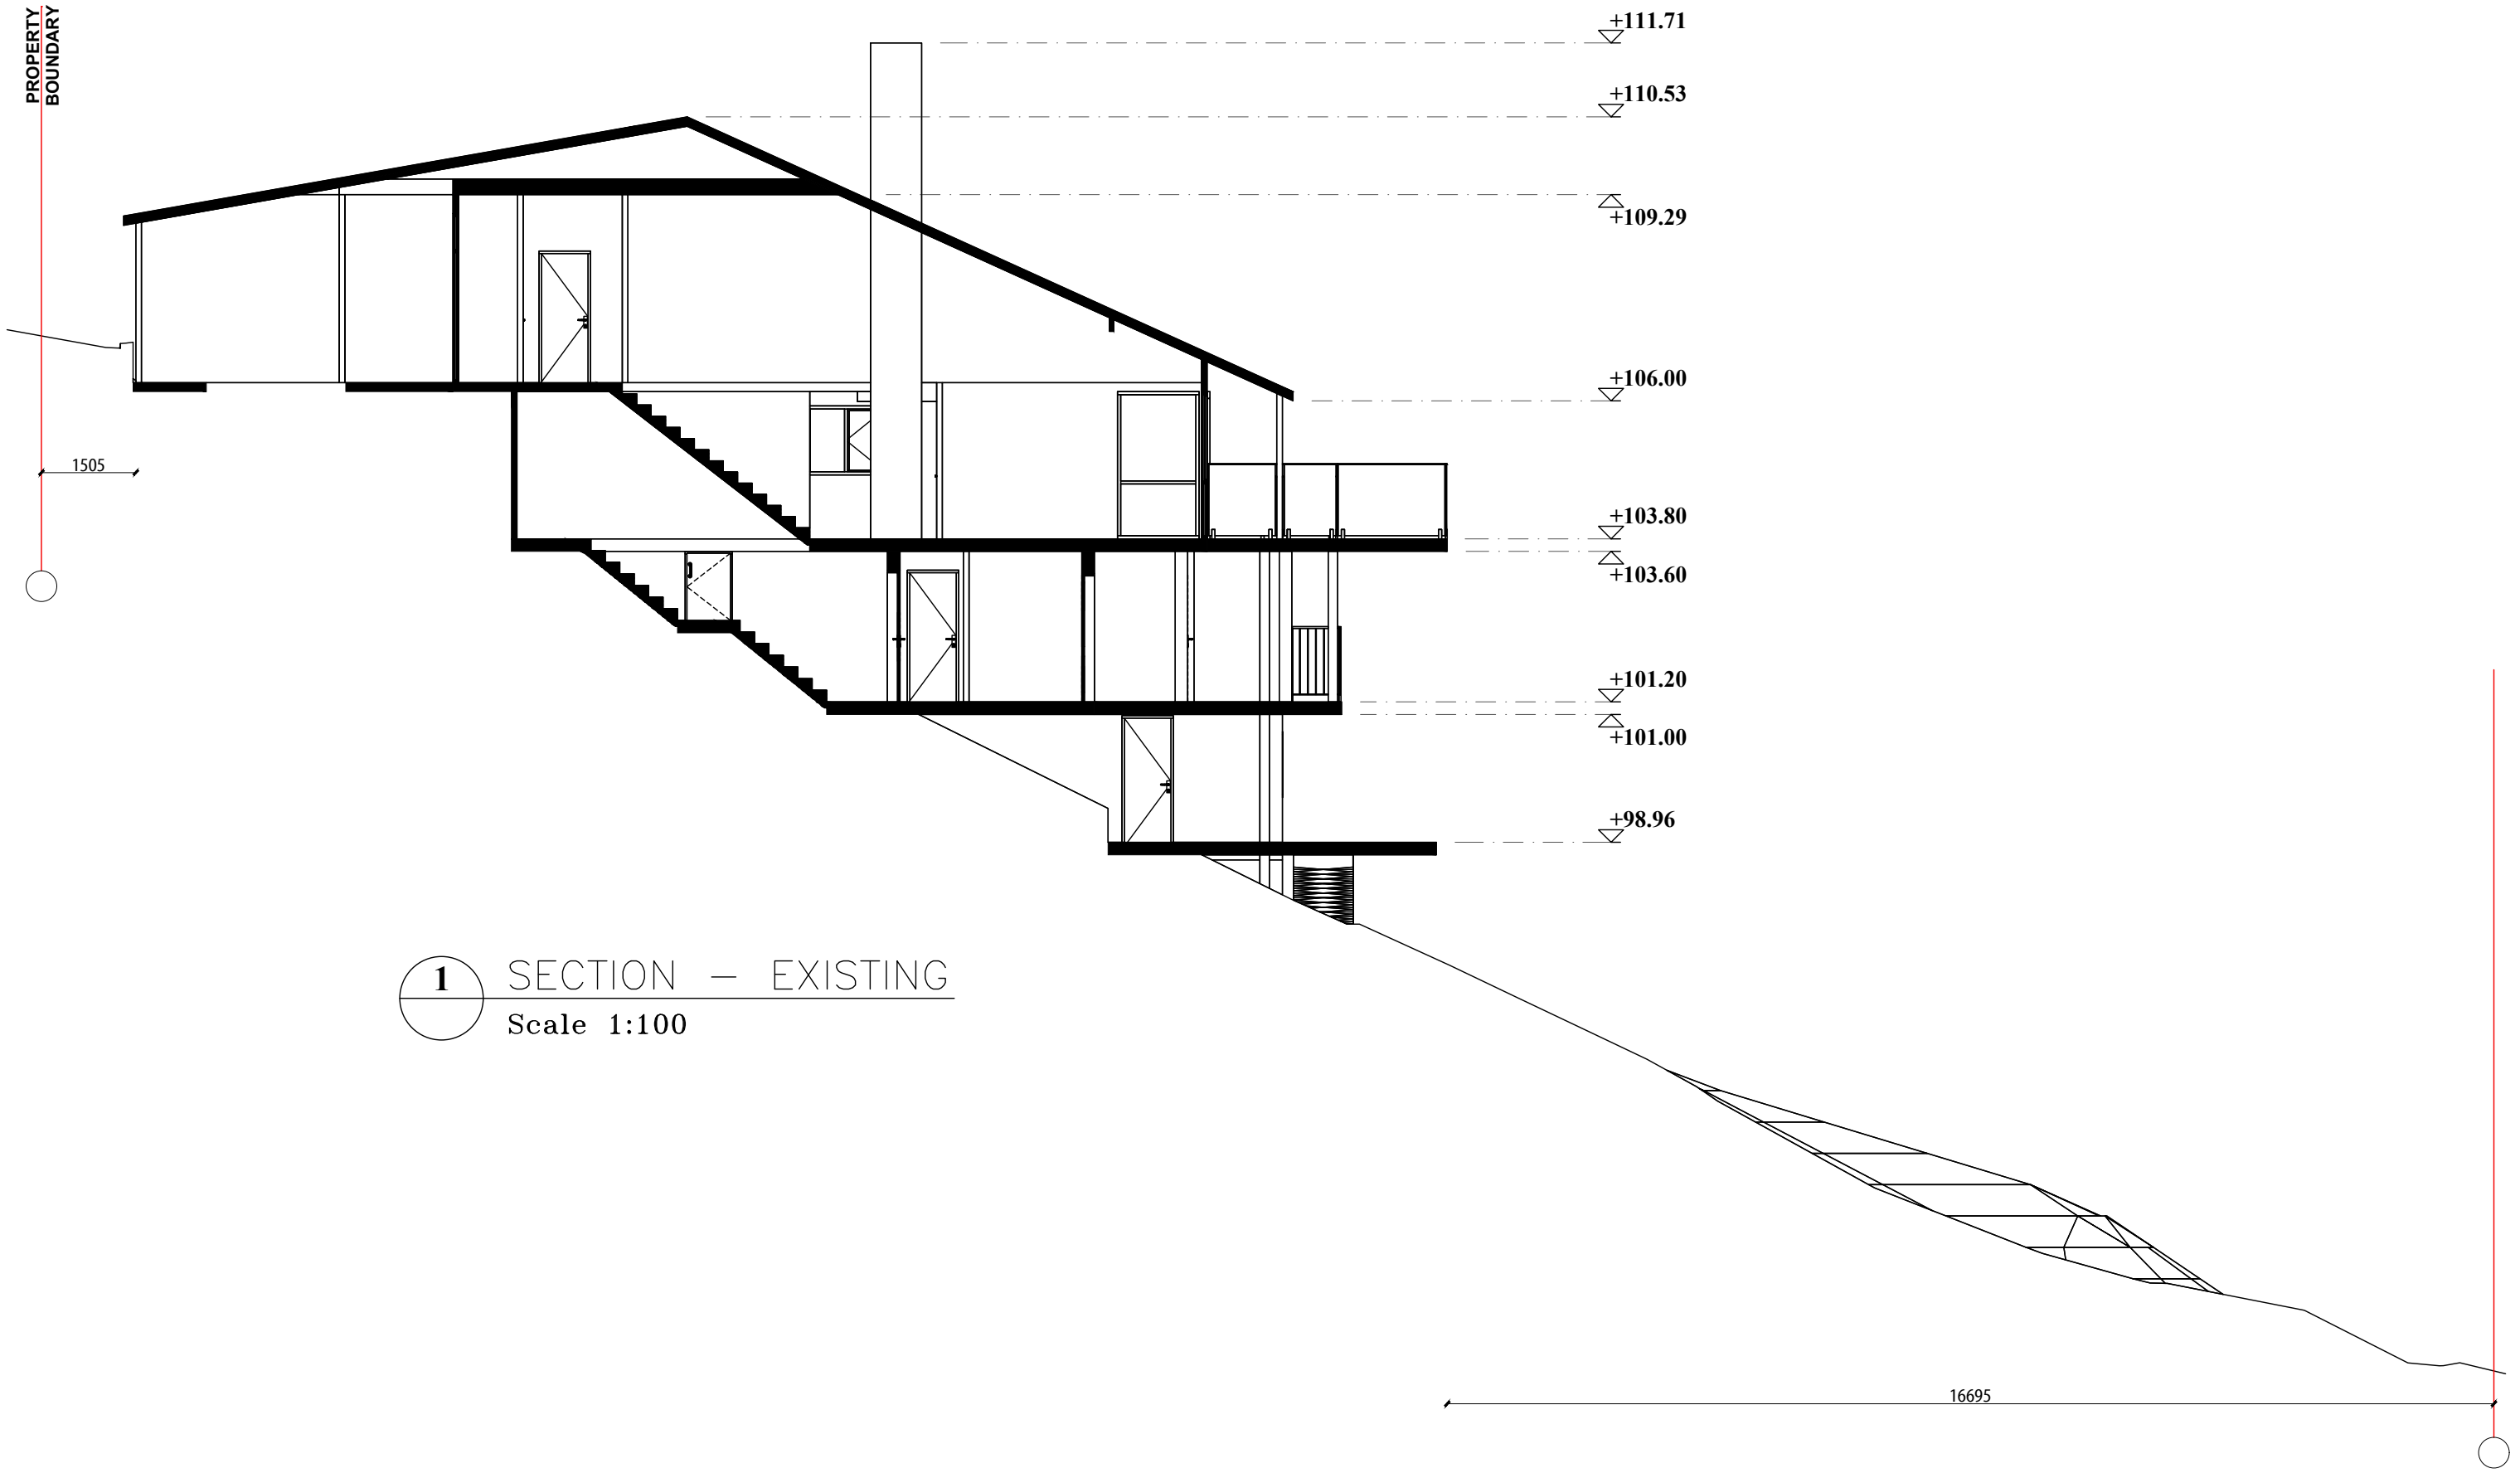 PROPERTY
BOUNDARY
+111.71
+110.53
+109.29
+106.00
1505
+103.80
+103.60
+101.20
+101.00
+98.96
1 SECTION — EXISTING
Scale 1:100
16695